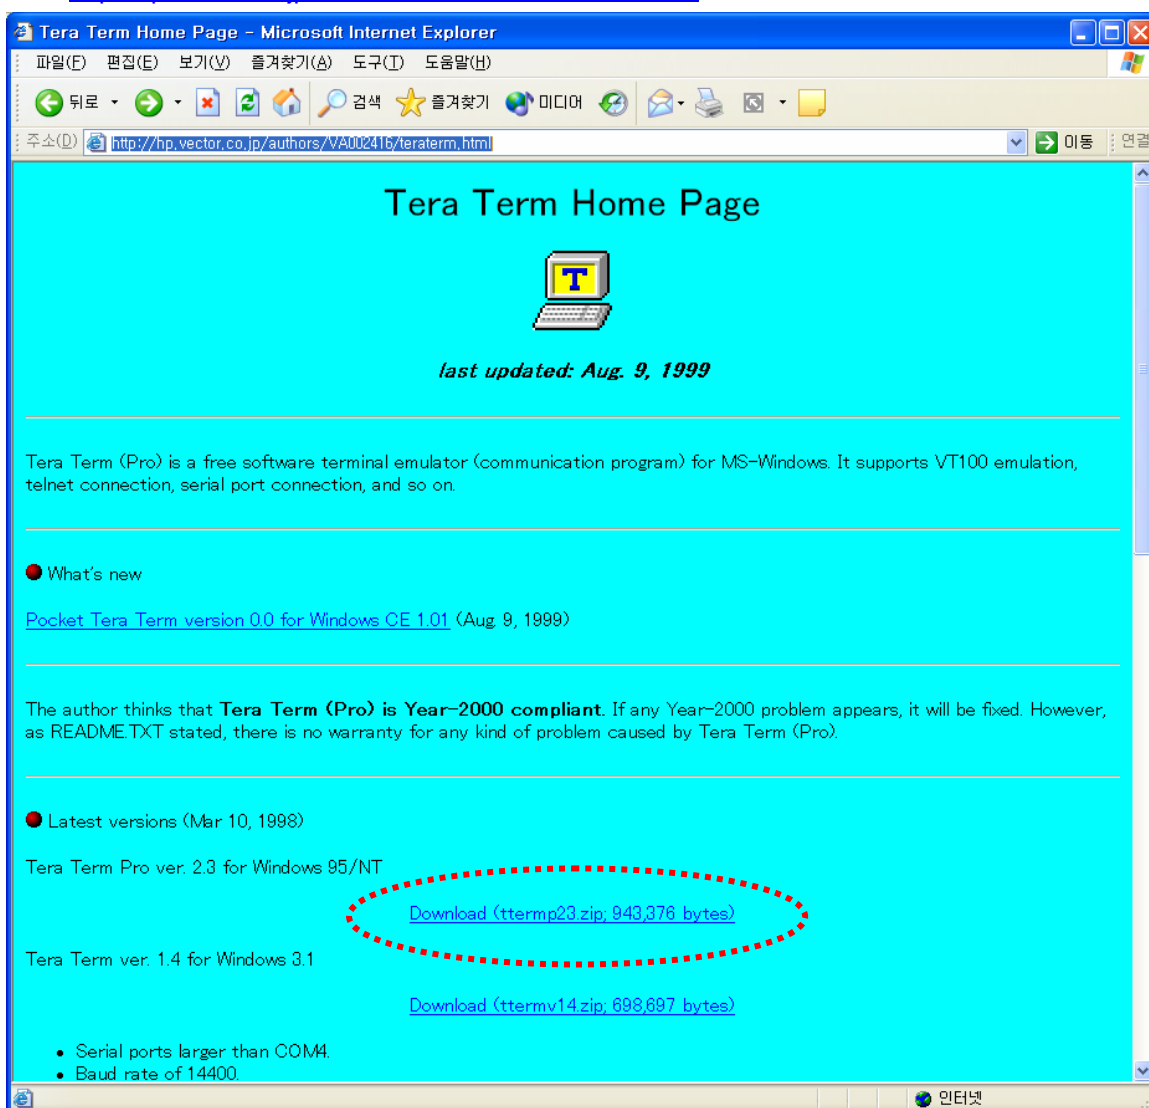 Tera Term Home Page - Microsoft Internet Explorer
파일(F) 편집(E) 보기(V) 즐겨찾기(A) 도구(T) 도움말(H)
뒤로 검색 즐겨찾기 미디어
주소(D) http://hp.vector.co.jp/authors/VA002416/teraterm.html 이동 연결
Tera Term Home Page
T
last updated: Aug. 9, 1999
Tera Term (Pro) is a free software terminal emulator (communication program) for MS-Windows. It supports VT100 emulation,
telnet connection, serial port connection, and so on.
What's new
Pocket Tera Term version 0.0 for Windows CE 1.01 (Aug. 9, 1999)
The author thinks that Tera Term (Pro) is Year-2000 compliant. If any Year-2000 problem appears, it will be fixed. However,
as README.TXT stated, there is no warranty for any kind of problem caused by Tera Term (Pro).
Latest versions (Mar 10, 1998)
Tera Term Pro ver. 2.3 for Windows 95/NT
Download (ttermp23.zip; 943,376 bytes)
Tera Term ver. 1.4 for Windows 3.1
Download (ttermv14.zip; 698,697 bytes)
• Serial ports larger than COM4.
• Baud rate of 14400.
인터넷